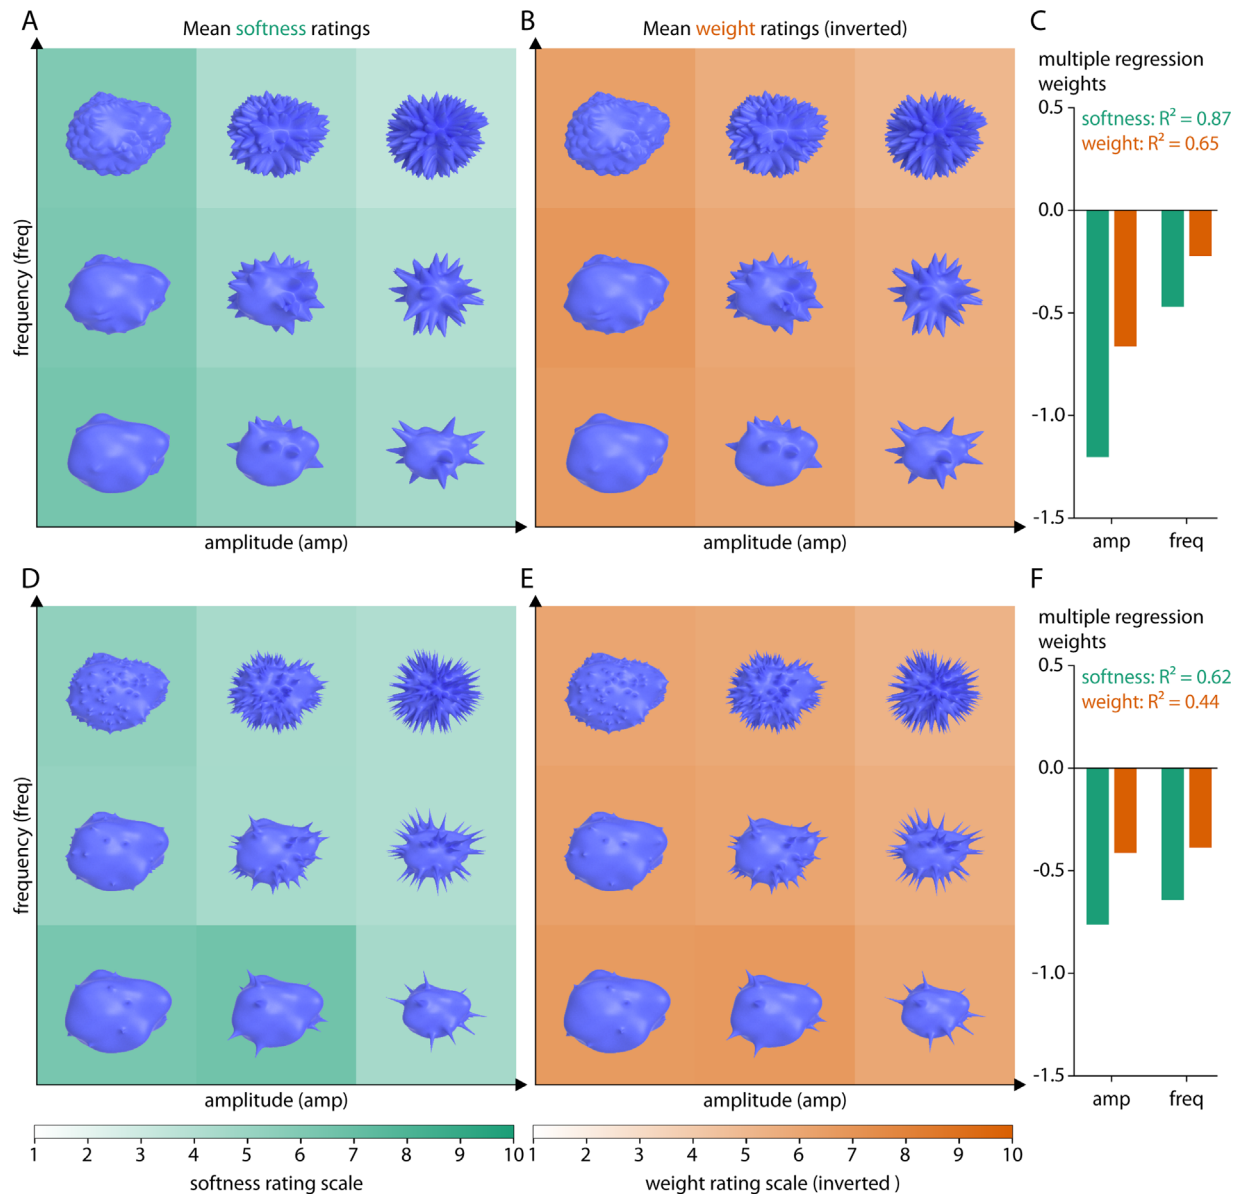 A
Mean softness ratings
frequency (freq)
amplitude (amp)
B
Mean weight ratings (inverted)
amplitude (amp)
C
multiple regression
weights
softness: R² = 0.87
weight: R² = 0.65
0.5
0.0
-0.5
-1.0
-1.5
amp freq
D
frequency (freq)
amplitude (amp)
E
amplitude (amp)
F
multiple regression
weights
softness: R² = 0.62
weight: R² = 0.44
0.5
0.0
-0.5
-1.0
-1.5
amp freq
1 2 3 4 5 6 7 8 9 10
softness rating scale
1 2 3 4 5 6 7 8 9 10
weight rating scale (inverted )